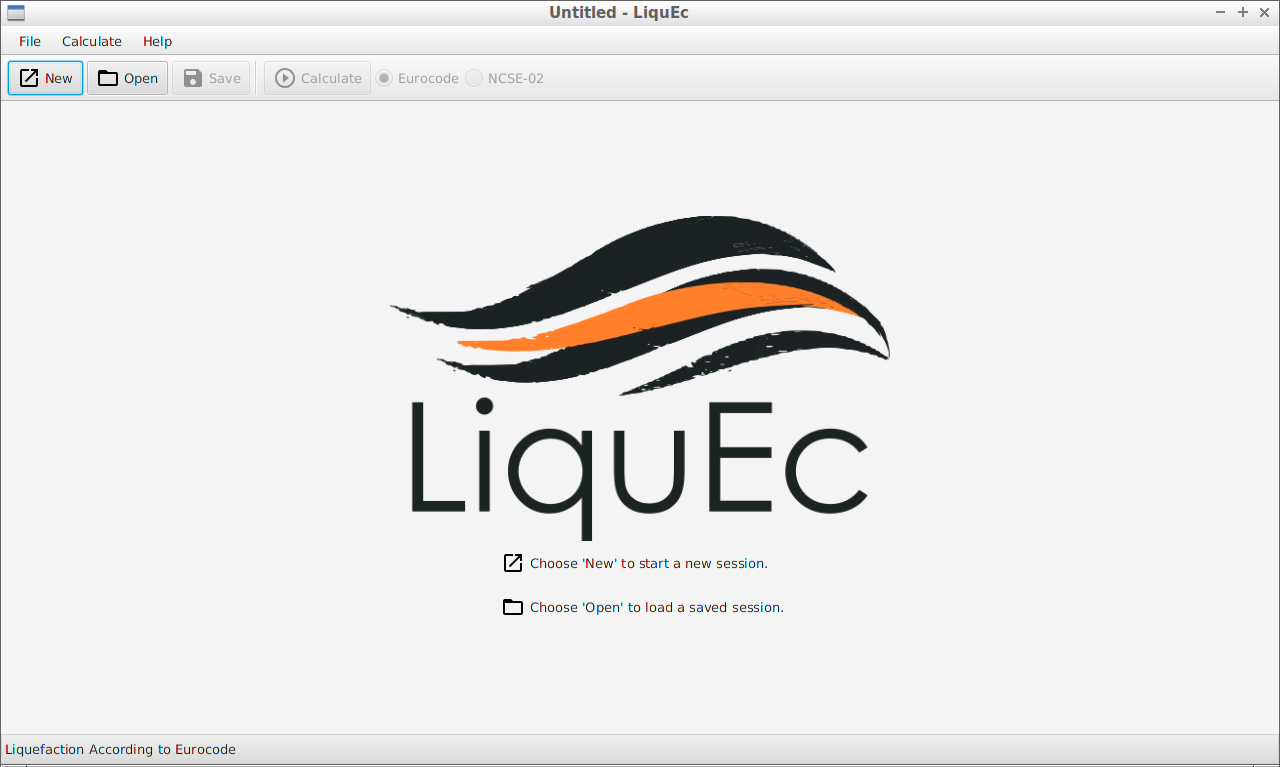 Untitled - LiquEc
File Calculate Help
New Open Save Calculate Eurocode NCSE-02
LiquEc
Choose 'New' to start a new session.
Choose 'Open' to load a saved session.
Liquefaction According to Eurocode